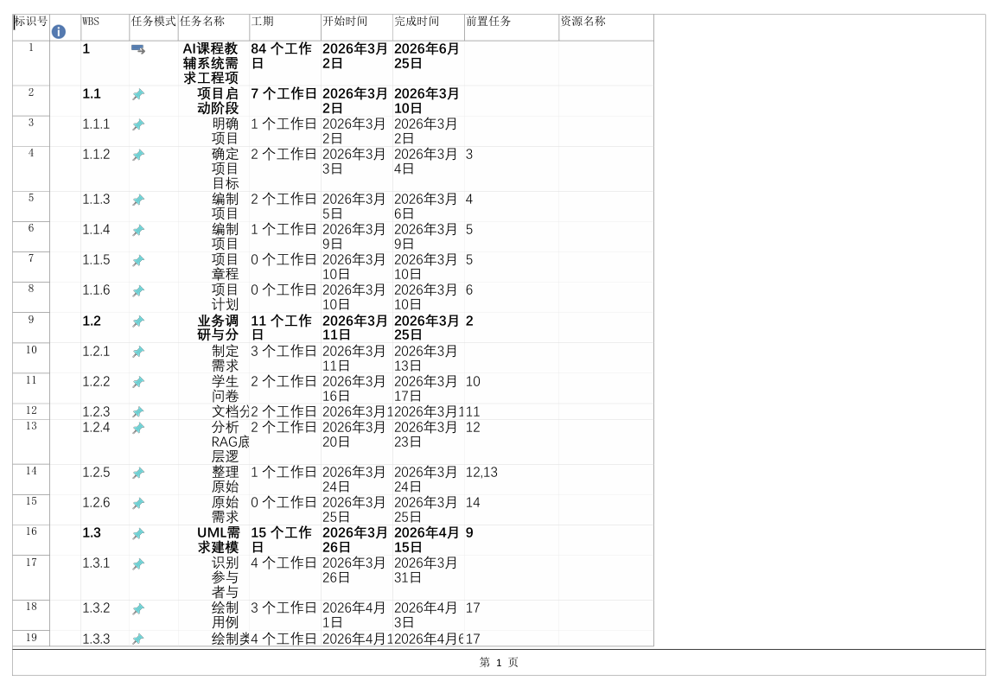 标识号 WBS 任务模式 任务名称 工期 开始时间 完成时间 前置任务 资源名称
1 1 AI课程教 84 个工作 2026年3月 2026年6月
辅系统需 日 2日 25日
求工程项
2 1.1 项目启 7 个工作日 2026年3月 2026年3月
动阶段 2日 10日
3 1.1.1 明确 1 个工作日 2026年3月 2026年3月
项目 2日 2日
4 1.1.2 确定 2 个工作日 2026年3月 2026年3月 3
项目 3日 4日
目标
5 1.1.3 编制 2 个工作日 2026年3月 2026年3月 4
项目 5日 6日
6 1.1.4 编制 1 个工作日 2026年3月 2026年3月 5
项目 9日 9日
7 1.1.5 项目 0 个工作日 2026年3月 2026年3月 5
章程 10日 10日
8 1.1.6 项目 0 个工作日 2026年3月 2026年3月 6
计划 10日 10日
9 1.2 业务调 11 个工作 2026年3月 2026年3月 2
研与分 日 11日 25日
10 1.2.1 制定 3 个工作日 2026年3月 2026年3月
需求 11日 13日
11 1.2.2 学生 2 个工作日 2026年3月 2026年3月 10
问卷 16日 17日
12 1.2.3 文档分 2 个工作日 2026年3月1 2026年3月1 11
13 1.2.4 分析 2 个工作日 2026年3月 2026年3月 12
RAG底 20日 23日
层逻
14 1.2.5 整理 1 个工作日 2026年3月 2026年3月 12,13
原始 24日 24日
15 1.2.6 原始 0 个工作日 2026年3月 2026年3月 14
需求 25日 25日
16 1.3 UML需 15 个工作 2026年3月 2026年4月 9
求建模 日 26日 15日
17 1.3.1 识别 4 个工作日 2026年3月 2026年3月
参与 26日 31日
者与
18 1.3.2 绘制 3 个工作日 2026年4月 2026年4月 17
用例 1日 3日
19 1.3.3 绘制类 4 个工作日 2026年4月1 2026年4月6 17
第 1 页